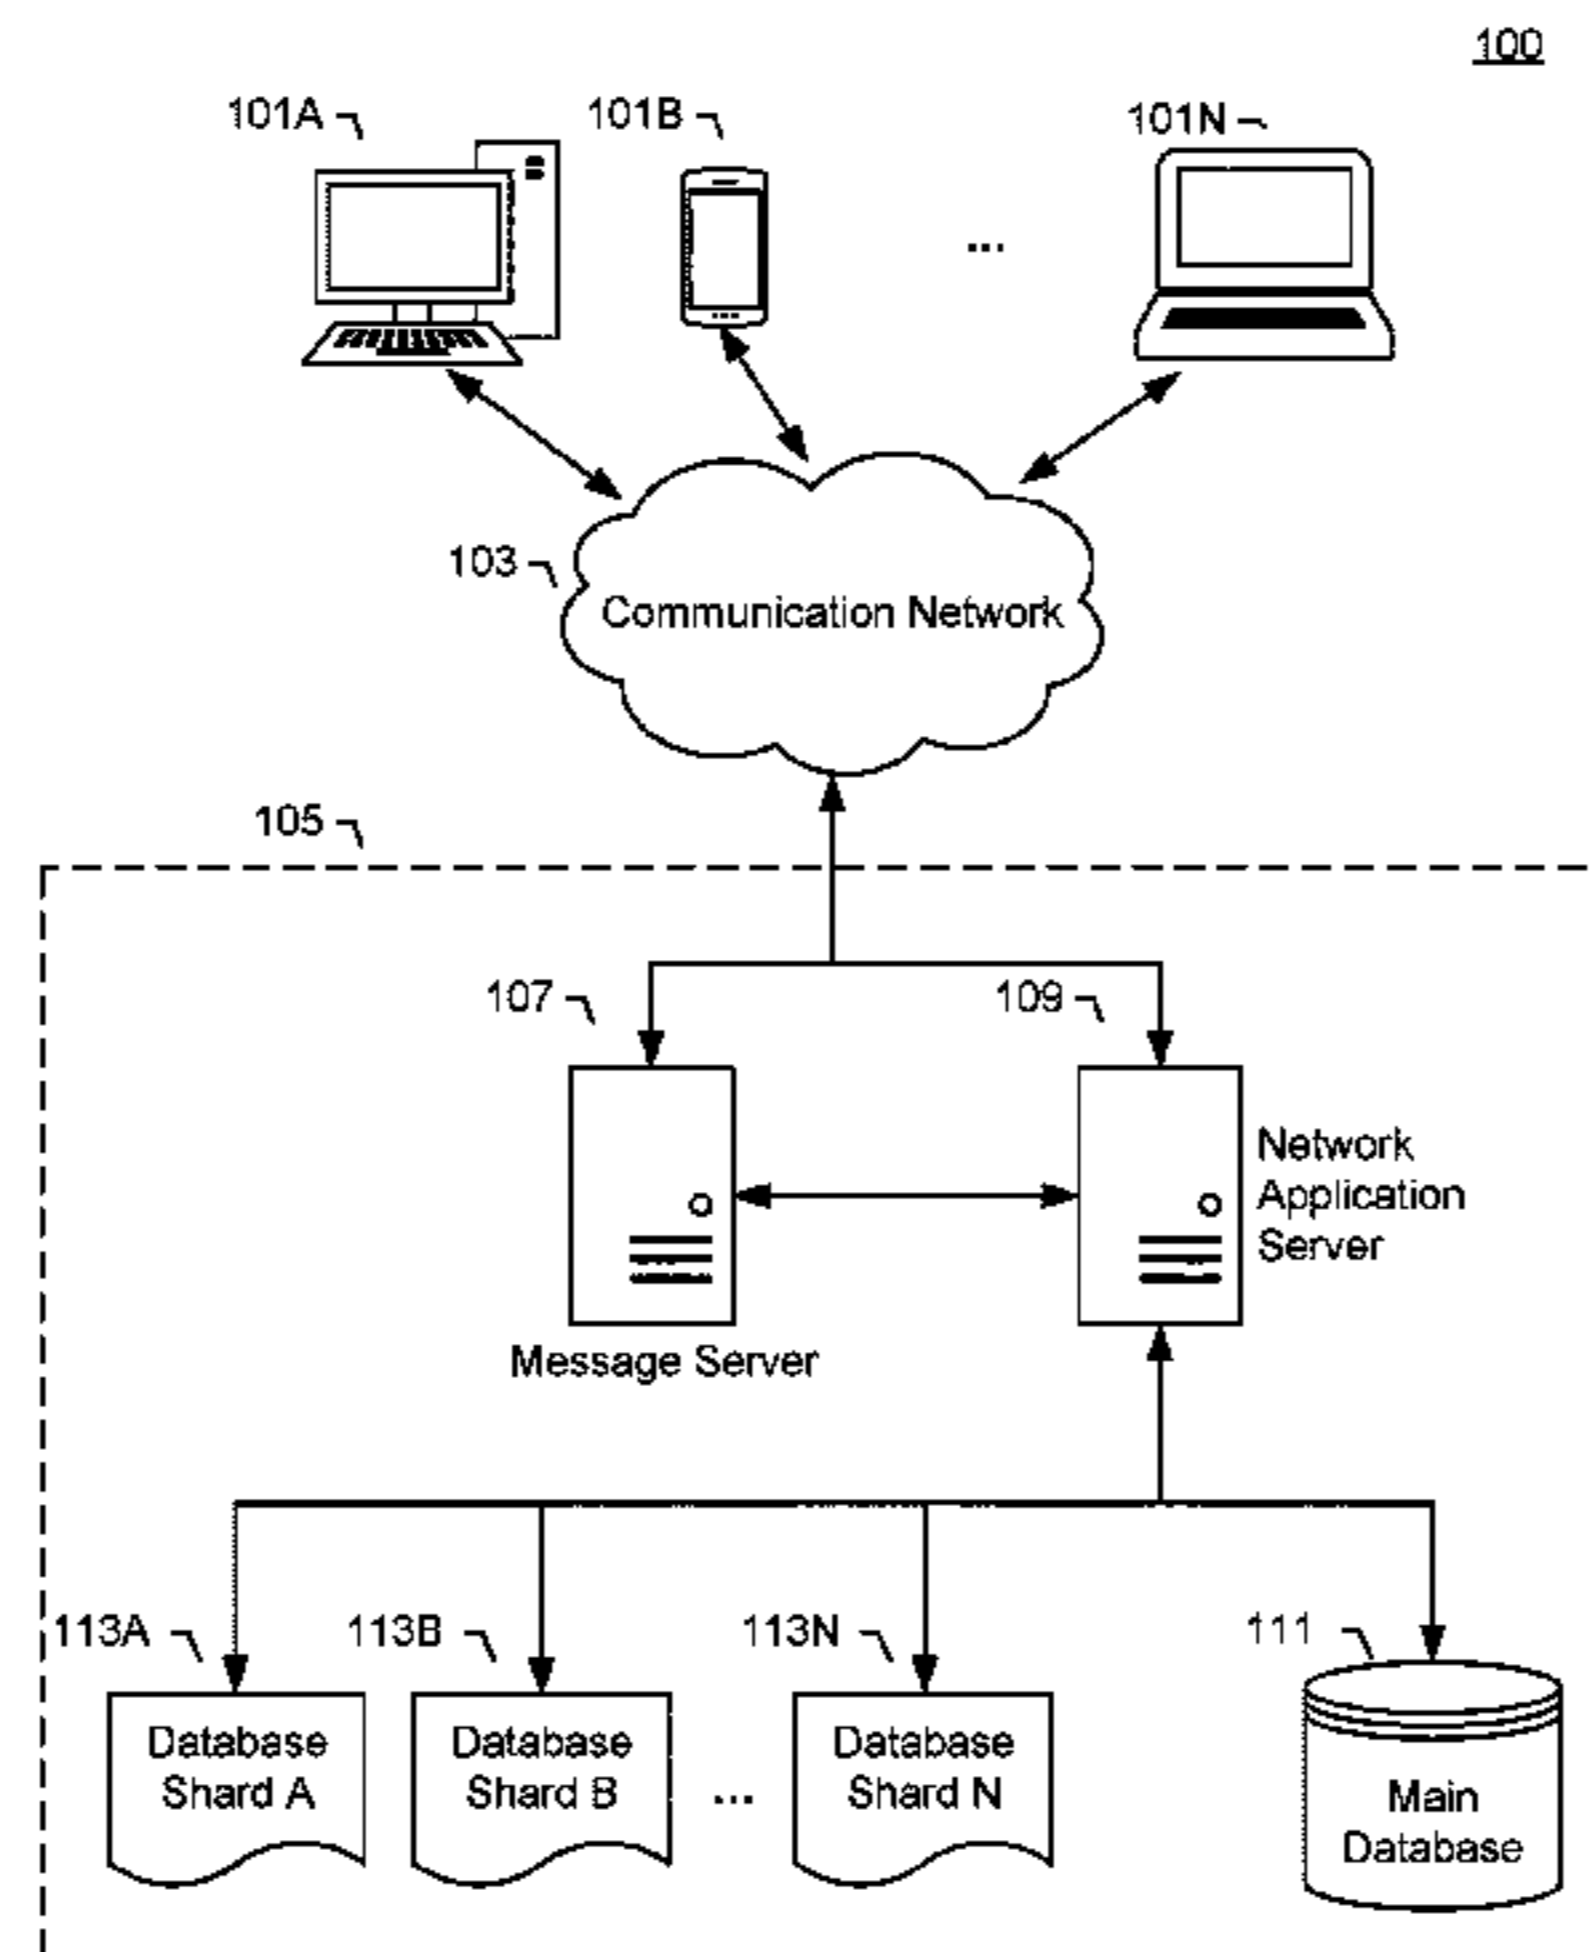 100
101A
101B
101N
...
103
Communication Network
105
107
109
Network
Application
Server
Message Server
113A
113B
113N
111
Database
Shard A
Database
Shard B
...
Database
Shard N
Main
Database